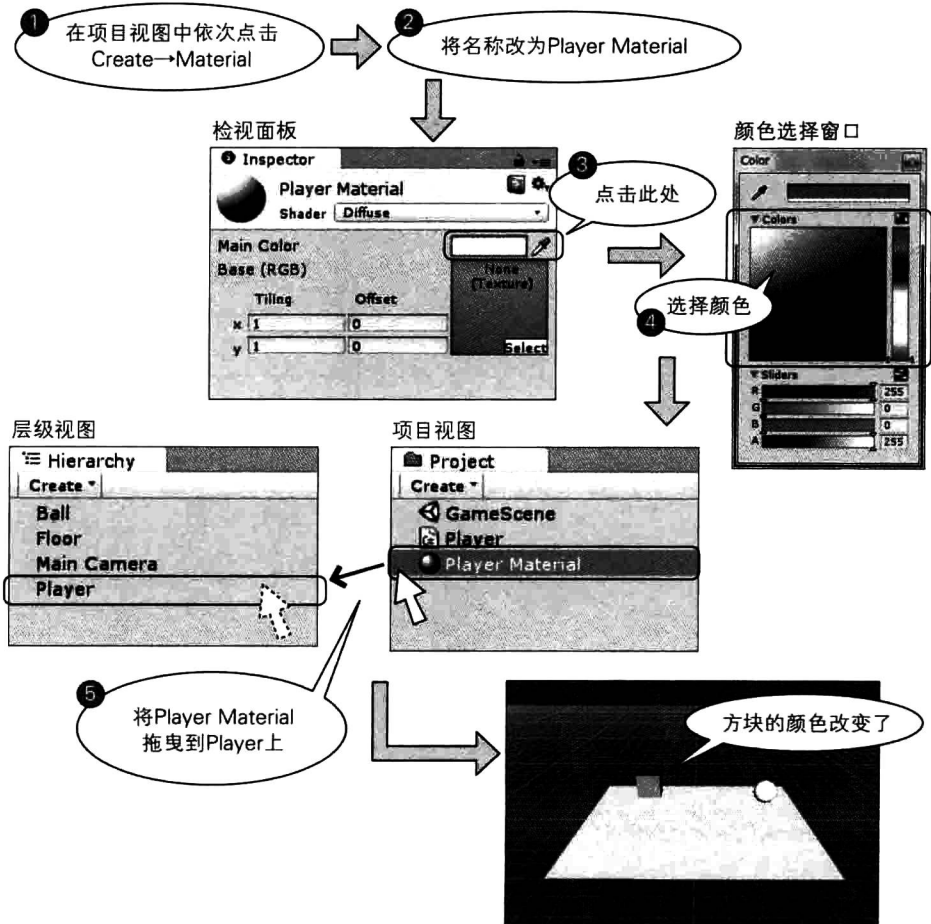 1
在项目视图中依次点击
Create→Material
2
将名称改为Player Material
检视面板
Inspector
Player Material
Shader Diffuse
Main Color
Base (RGB)
None
(Texture)
Tiling Offset
x 1 0
y 1 0
Select
3
点击此处
颜色选择窗口
Color
Colors
4
选择颜色
Sliders
R 255
G 0
B 0
A 255
层级视图
Hierarchy
Create
Ball
Floor
Main Camera
Player
项目视图
Project
Create
GameScene
Player
Player Material
5
将Player Material
拖曳到Player上
方块的颜色改变了